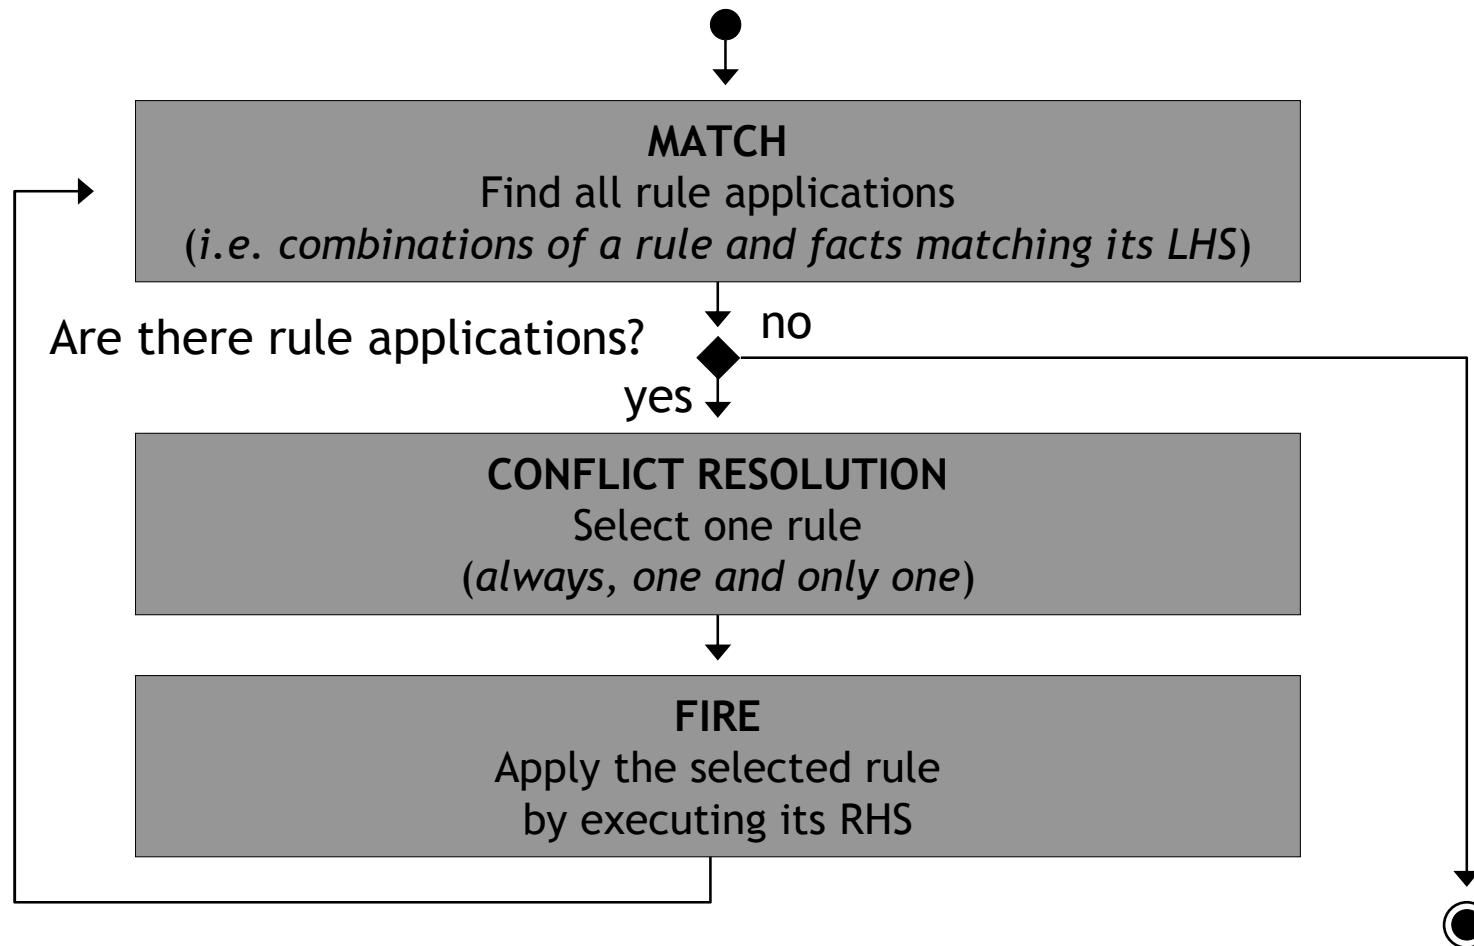 MATCH
Find all rule applications
(i.e. combinations of a rule and facts matching its LHS)
Are there rule applications?
no
yes
CONFLICT RESOLUTION
Select one rule
(always, one and only one)
FIRE
Apply the selected rule
by executing its RHS